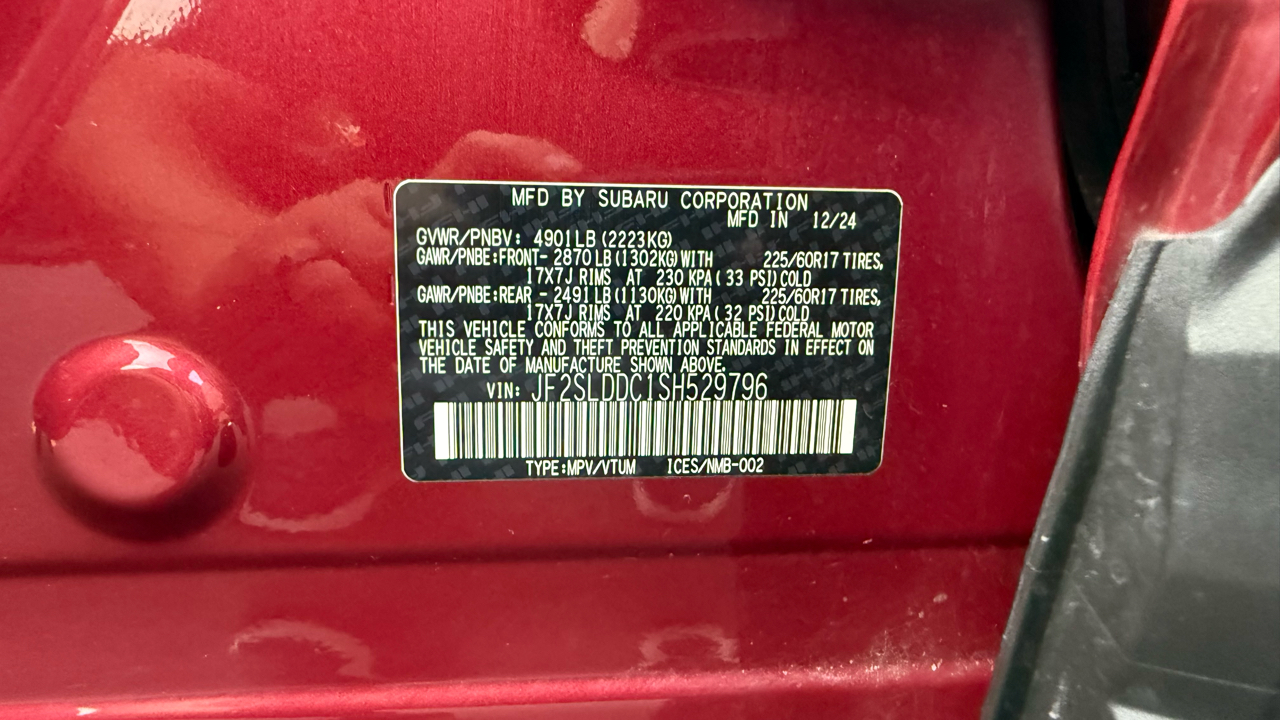 MFD BY SUBARU CORPORATION
MFD IN 12/24
GVWR/PNBV: 4901LB(2223KG)
GAWR/PNBE:FRONT- 2870LB(1302KG)WITH 225/60R17 TIRES,
17X7J RIMS AT 230 KPA( 33 PSI)COLD
GAWR/PNBE:REAR - 2491LB(1130KG)WITH 225/60R17 TIRES,
17X7J RIMS AT 220 KPA( 32 PSI)COLD
THIS VEHICLE CONFORMS TO ALL APPLICABLE FEDERAL MOTOR
VEHICLE SAFETY AND THEFT PREVENTION STANDARDS IN EFFECT ON
THE DATE OF MANUFACTURE SHOWN ABOVE.
VIN: JF2SLDDC1SH529796
TYPE:MPV/VTUM ICES/NMB-002